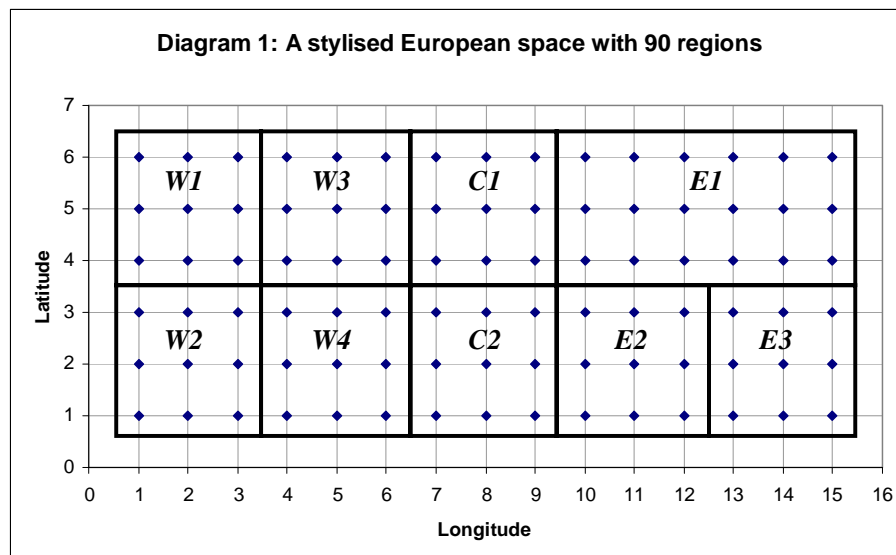 Diagram 1: A stylised European space with 90 regions
7
6
W1 W3 C1 E1
5
4
Latitude
3
W2 W4 C2 E2 E3
2
1
0
0 1 2 3 4 5 6 7 8 9 10 11 12 13 14 15 16
Longitude